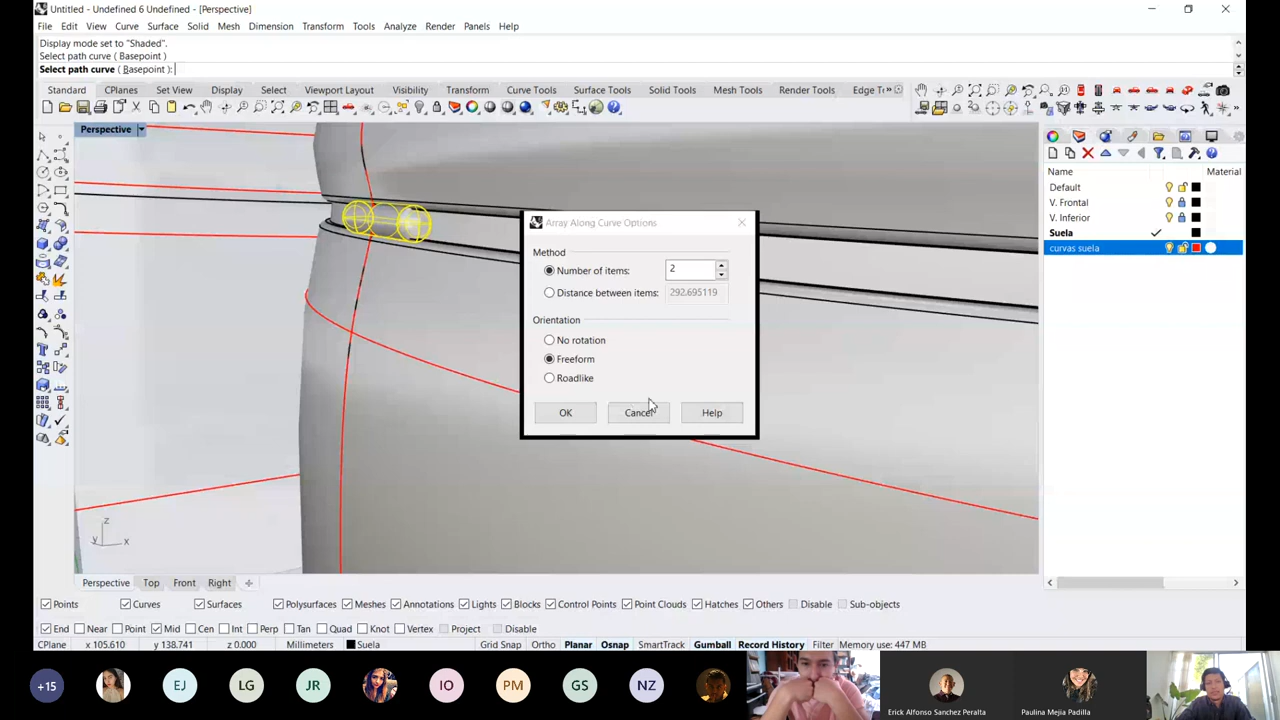 Untitled - Undefined 6 Undefined - [Perspective]
File Edit View Curve Surface Solid Mesh Dimension Transform Tools Analyze Render Panels Help
Display mode set to "Shaded".
Select path curve ( Basepoint )
Select path curve ( Basepoint ):
Standard CPlanes Set View Display Select Viewport Layout Visibility Transform Curve Tools Surface Tools Solid Tools Mesh Tools Render Tools Edge T
Perspective
Name Material
Default
V. Frontal
V. Inferior
Suela
curvas suela
Array Along Curve Options
Method
Number of items: 2
Distance between items: 292.695119
Orientation
No rotation
Freeform
Roadlike
OK Cancel Help
z
y x
Perspective Top Front Right
Points Curves Surfaces Polysurfaces Meshes Annotations Lights Blocks Control Points Point Clouds Hatches Others Disable Sub-objects
End Near Point Mid Cen Int Perp Tan Quad Knot Vertex Project Disable
CPlane x 105.610 y 138.741 z 0.000 Millimeters Suela Grid Snap Ortho Planar Osnap SmartTrack Gumball Record History Filter Memory use: 447 MB
+15 EJ LG JR IO PM GS NZ
Erick Alfonso Sanchez Peralta Paulina Mejia Padilla